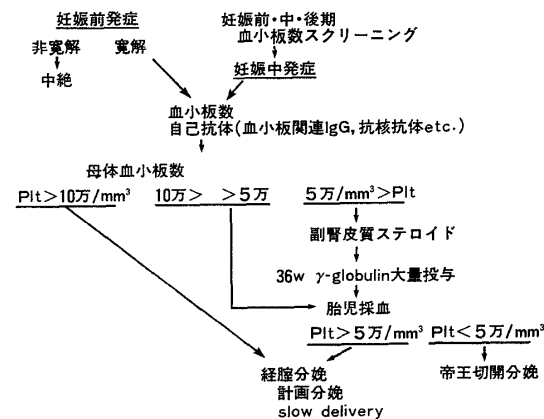 妊娠前発症
非寛解 寛解
中絶
妊娠前・中・後期
血小板数スクリーニング
妊娠中発症
血小板数
自己抗体(血小板関連IgG,抗核抗体etc.)
母体血小板数
Plt>10万/mm³ 10万> >5万 5万/mm³>Plt
副腎皮質ステロイド
36w γ-globulin大量投与
胎児採血
Plt>5万/mm³ Plt<5万/mm³
経腟分娩 帝王切開分娩
計画分娩
slow delivery